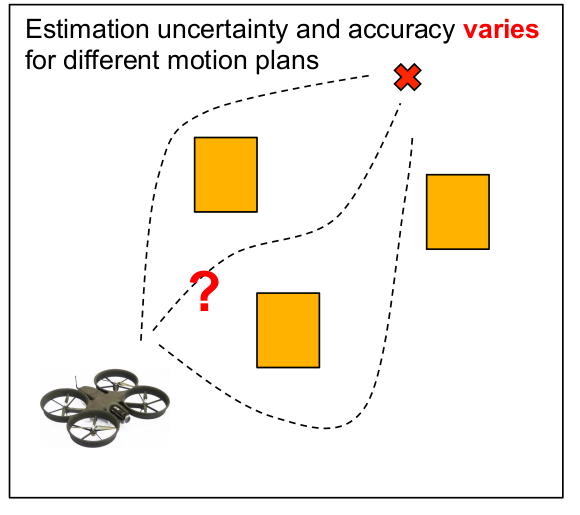 Estimation uncertainty and accuracy varies
for different motion plans
?